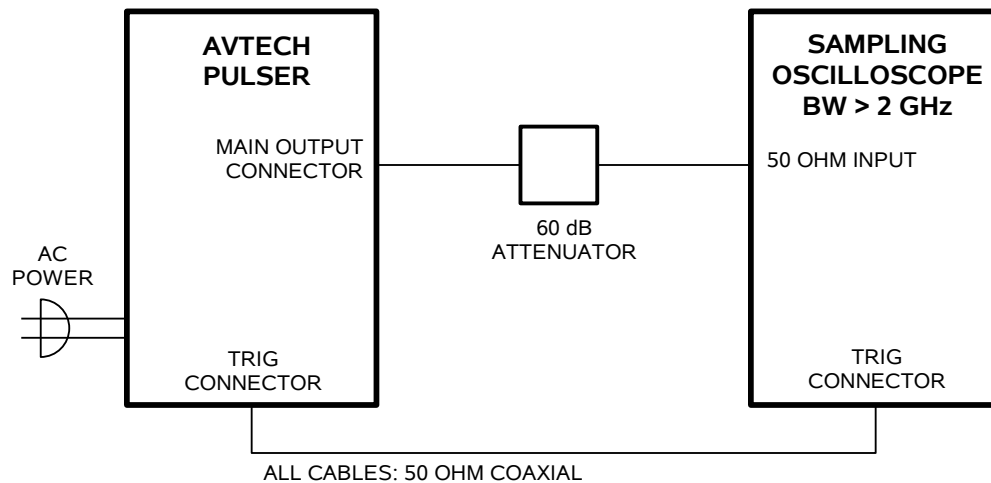 AVTECH
PULSER
MAIN OUTPUT
CONNECTOR
AC
POWER
TRIG
CONNECTOR
60 dB
ATTENUATOR
SAMPLING
OSCILLOSCOPE
BW > 2 GHz
50 OHM INPUT
TRIG
CONNECTOR
ALL CABLES: 50 OHM COAXIAL